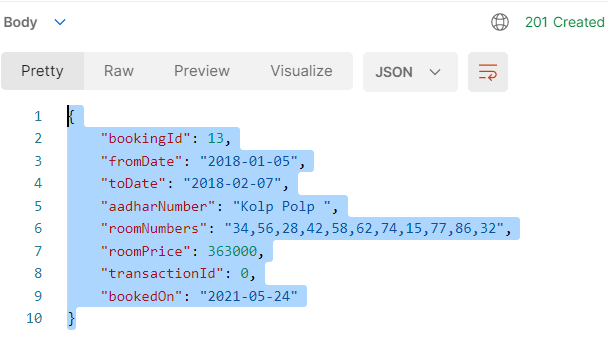 Body 201 Created
Pretty Raw Preview Visualize JSON
1 {
2 "bookingId": 13,
3 "fromDate": "2018-01-05",
4 "toDate": "2018-02-07",
5 "aadharNumber": "Kolp Polp ",
6 "roomNumbers": "34,56,28,42,58,62,74,15,77,86,32",
7 "roomPrice": 363000,
8 "transactionId": 0,
9 "bookedOn": "2021-05-24"
10 }